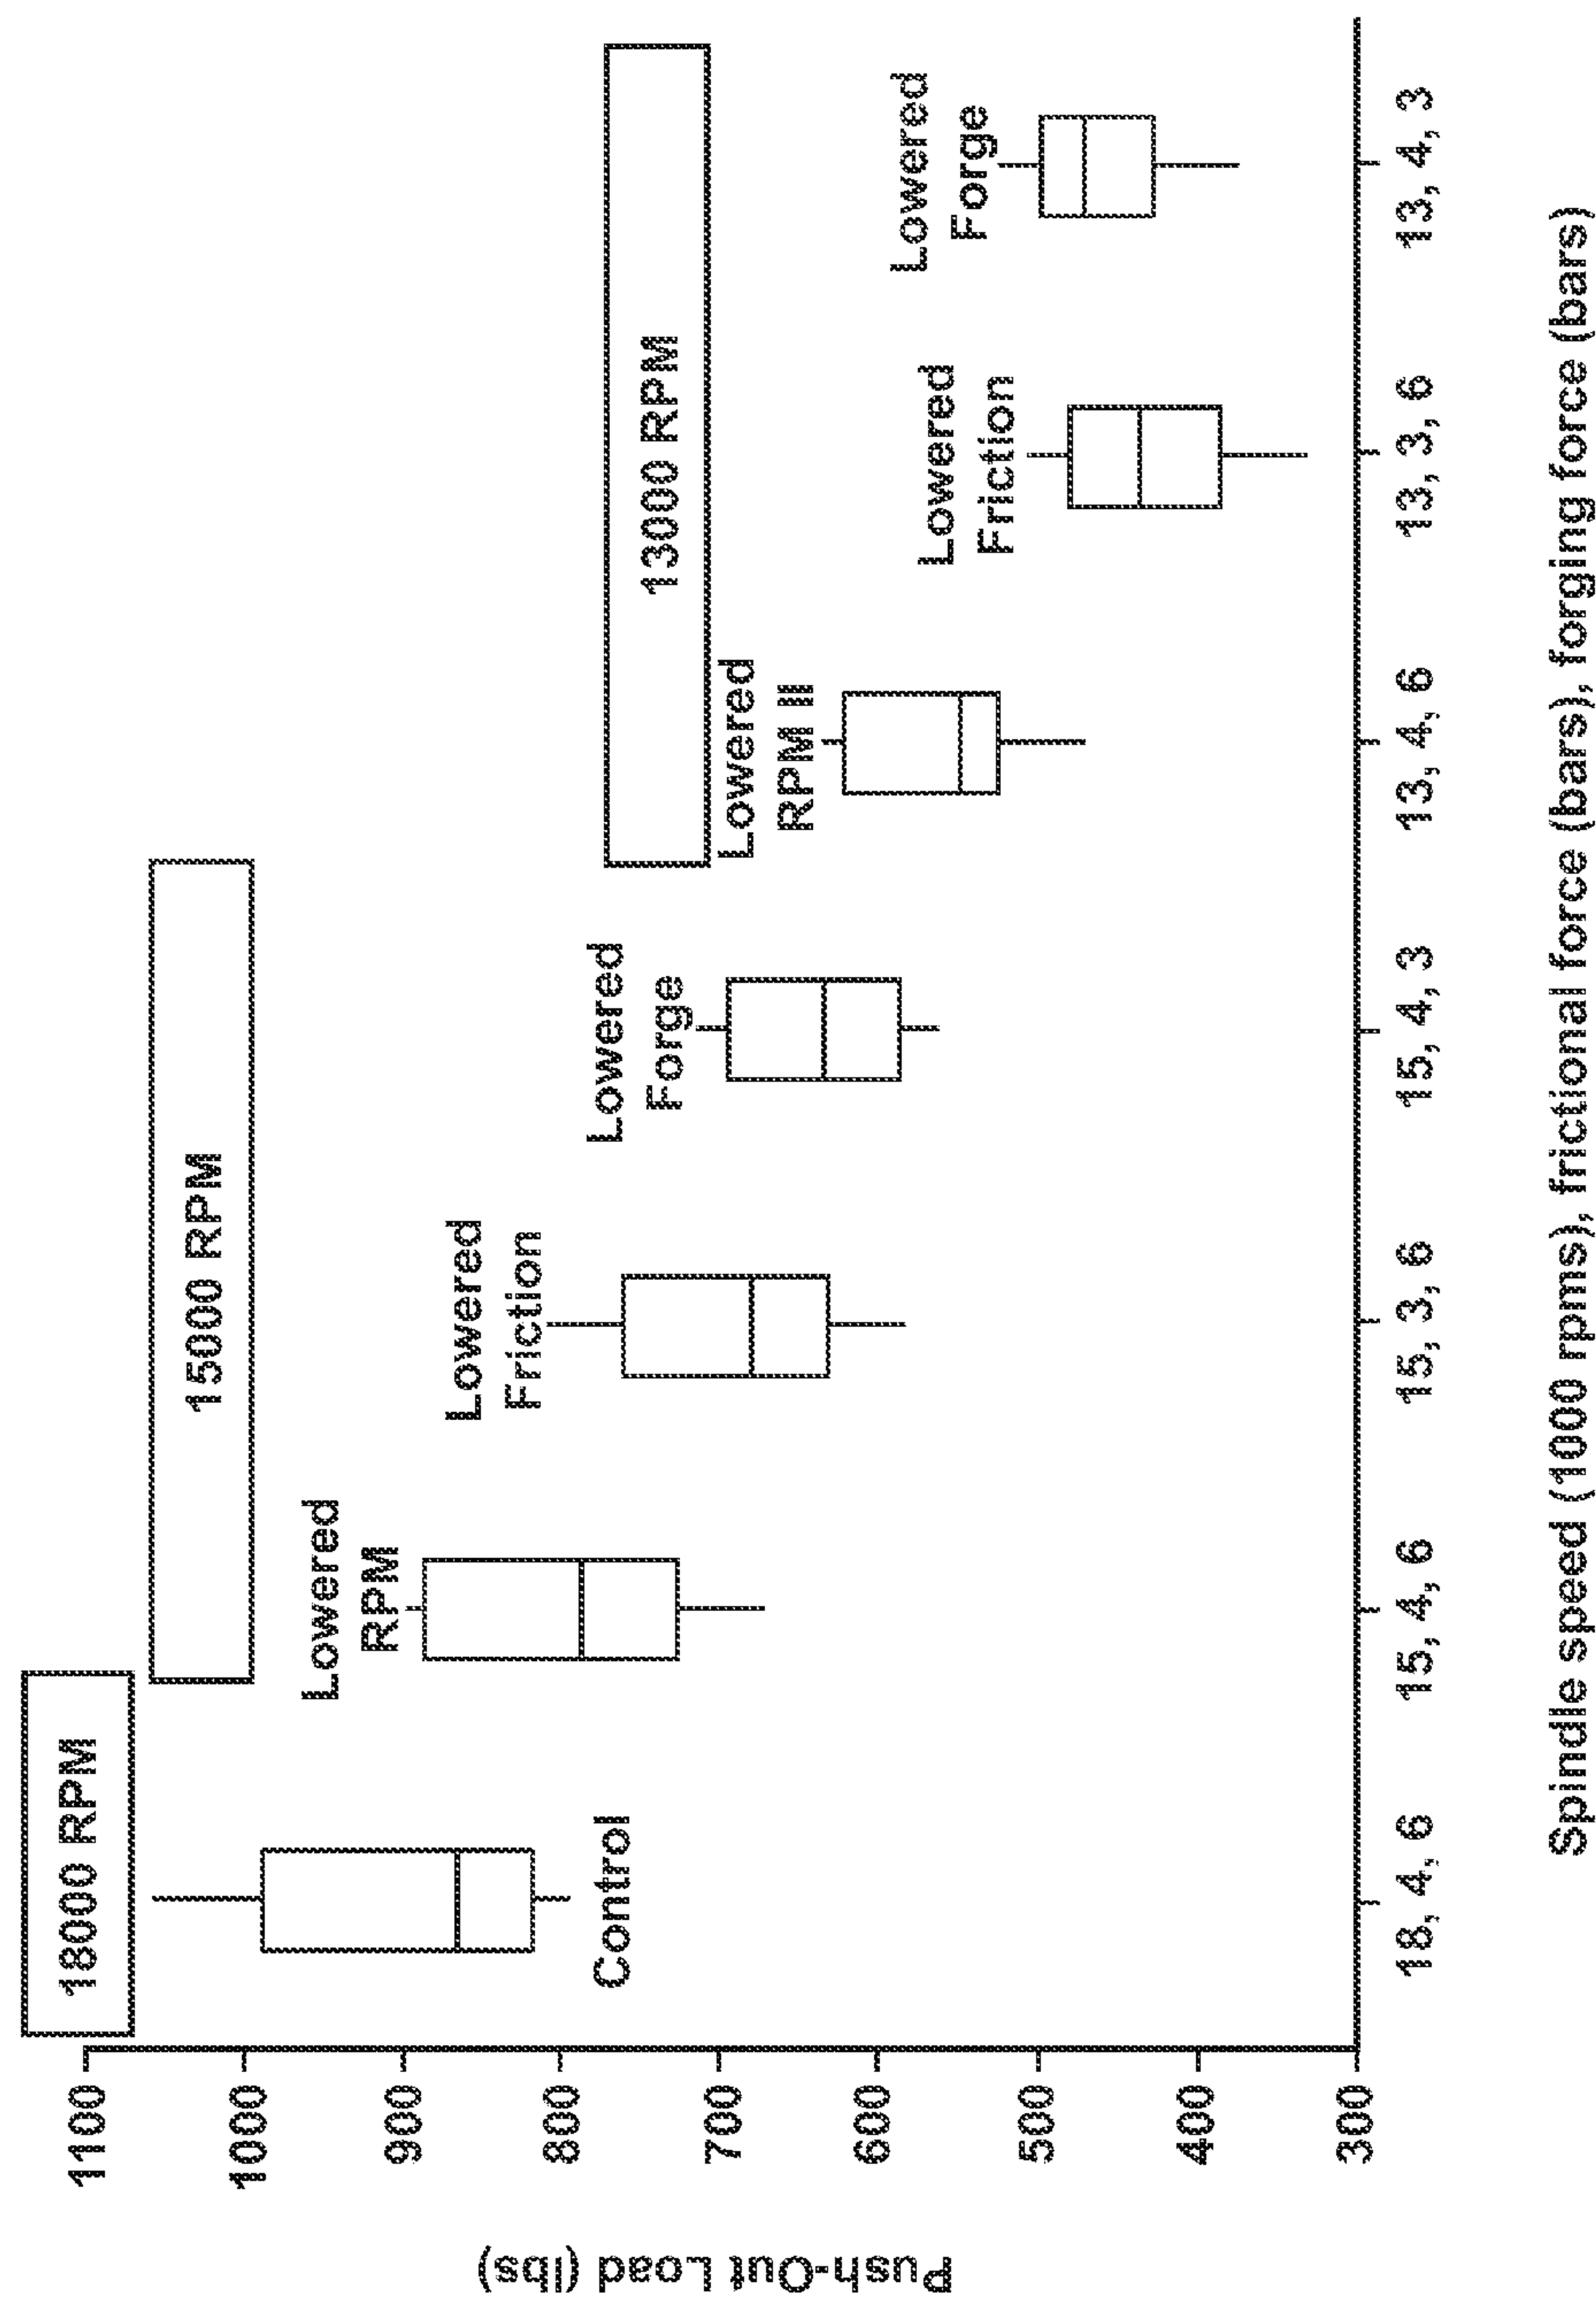 Push-Out Load (lbs)
1100
1000
900
800
700
600
500
400
300
18000 RPM
15000 RPM
13000 RPM
Control
Lowered
RPM
Lowered
Friction
Lowered
Forge
Lowered
RPM II
Lowered
Friction
Lowered
Forge
18, 4, 6
15, 4, 6
15, 3, 6
15, 4, 3
13, 4, 6
13, 3, 6
13, 4, 3
Spindle speed (1000 rpms), frictional force (bars), forging force (bars)